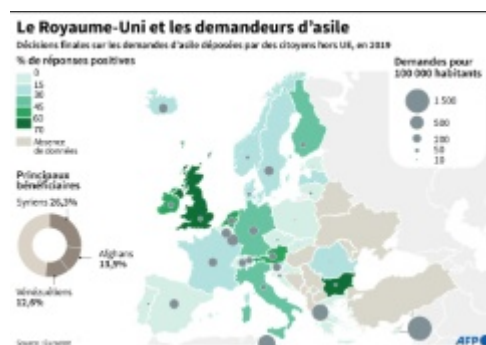 Le Royaume-Uni et les demandeurs d'asile
Décisions finales sur les demandes d'asile déposées par des citoyens hors UE, en 2019
% de réponses positives
0
15
30
45
60
70
Absence
de données
Principaux
bénéficiaires
Syriens 26,3%
Afghans
13,9%
Vénézuéliens
12,6%
Demandes pour
100 000 habitants
1 500
500
200
50
10
Source: Eurostat
AFP